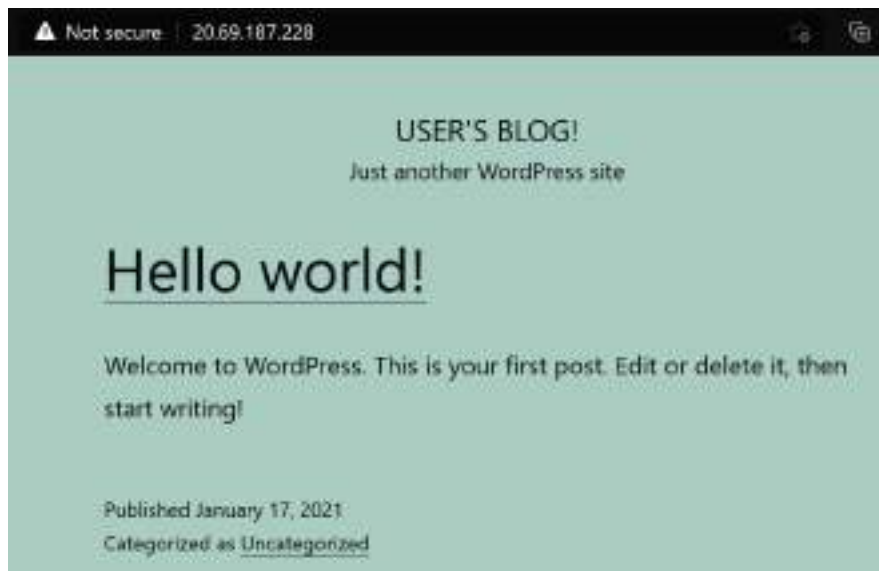 Not secure 20.69.187.228
USER'S BLOG!
Just another WordPress site
Hello world!
Welcome to WordPress. This is your first post. Edit or delete it, then
start writing!
Published January 17, 2021
Categorized as Uncategorized